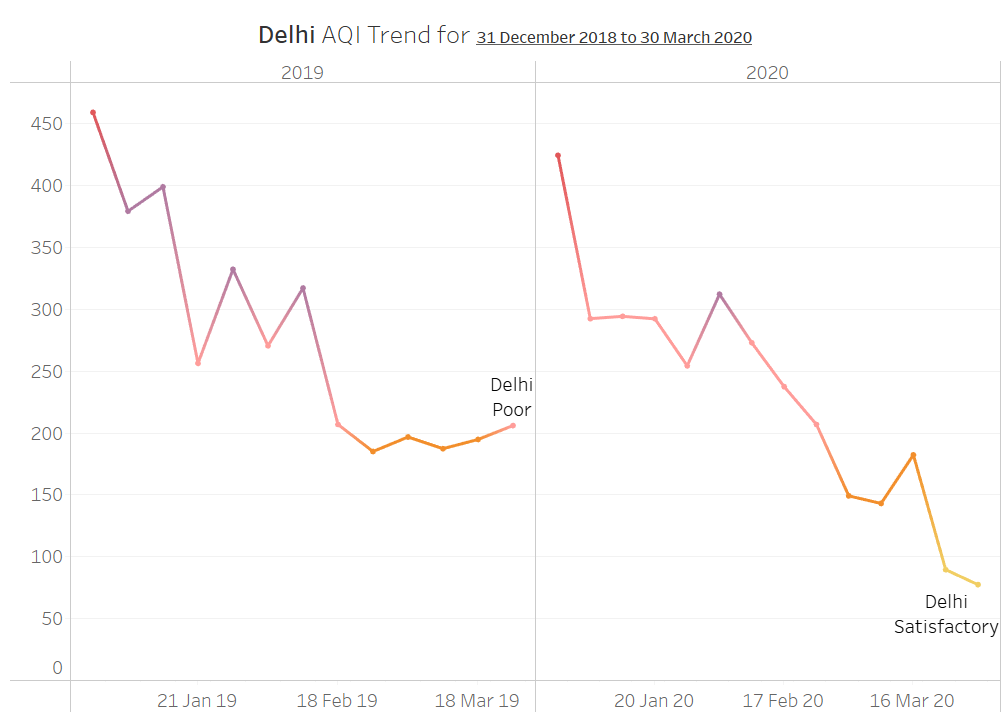 Delhi AQI Trend for 31 December 2018 to 30 March 2020
2019 2020
450
400
350
300
250
200
150
100
50
0
Delhi
Poor
Delhi
Satisfactory
21 Jan 19 18 Feb 19 18 Mar 19 20 Jan 20 17 Feb 20 16 Mar 20